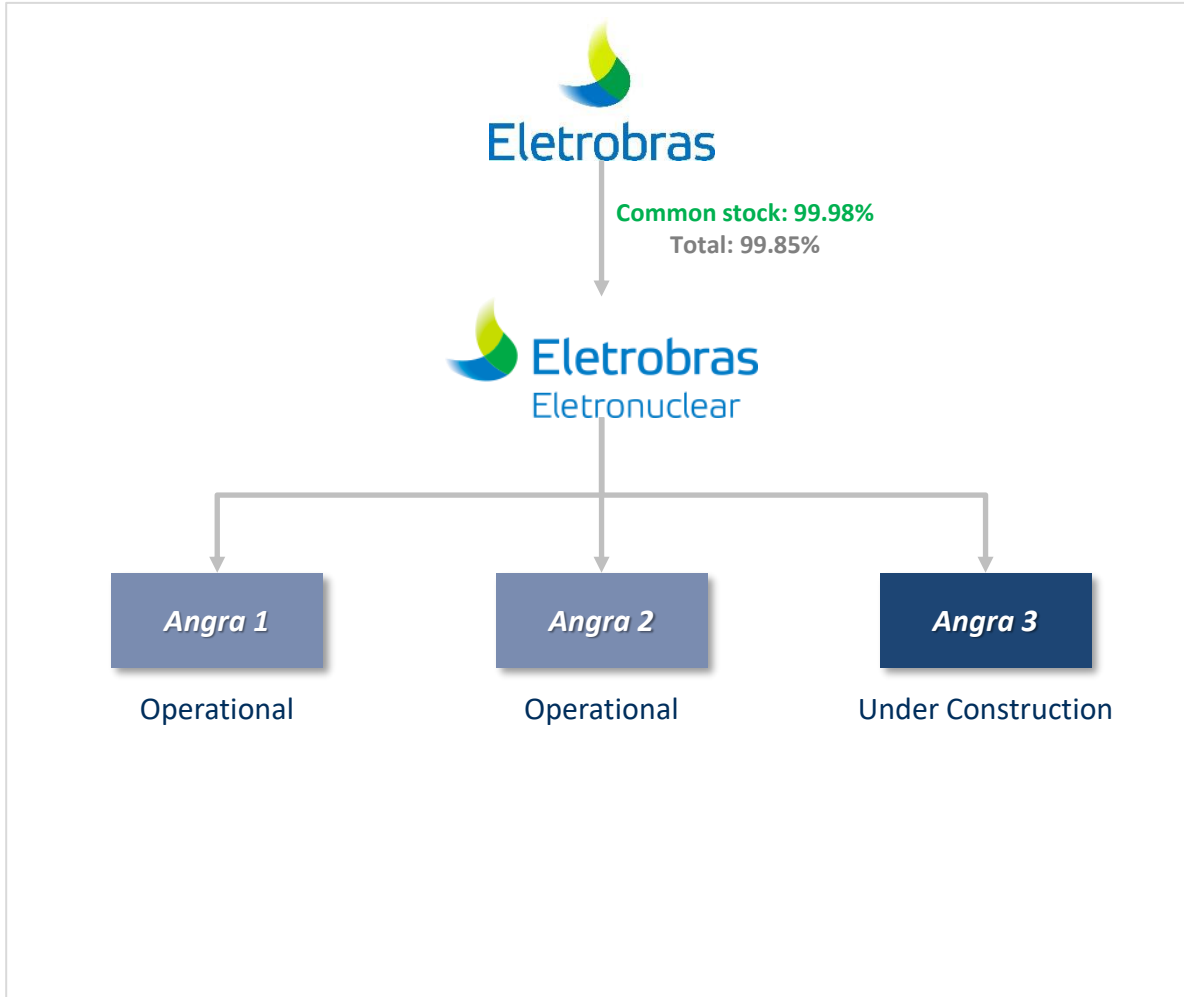 Eletrobras
Common stock: 99.98%
Total: 99.85%
Eletrobras
Eletronuclear
Angra 1
Angra 2
Angra 3
Operational
Operational
Under Construction